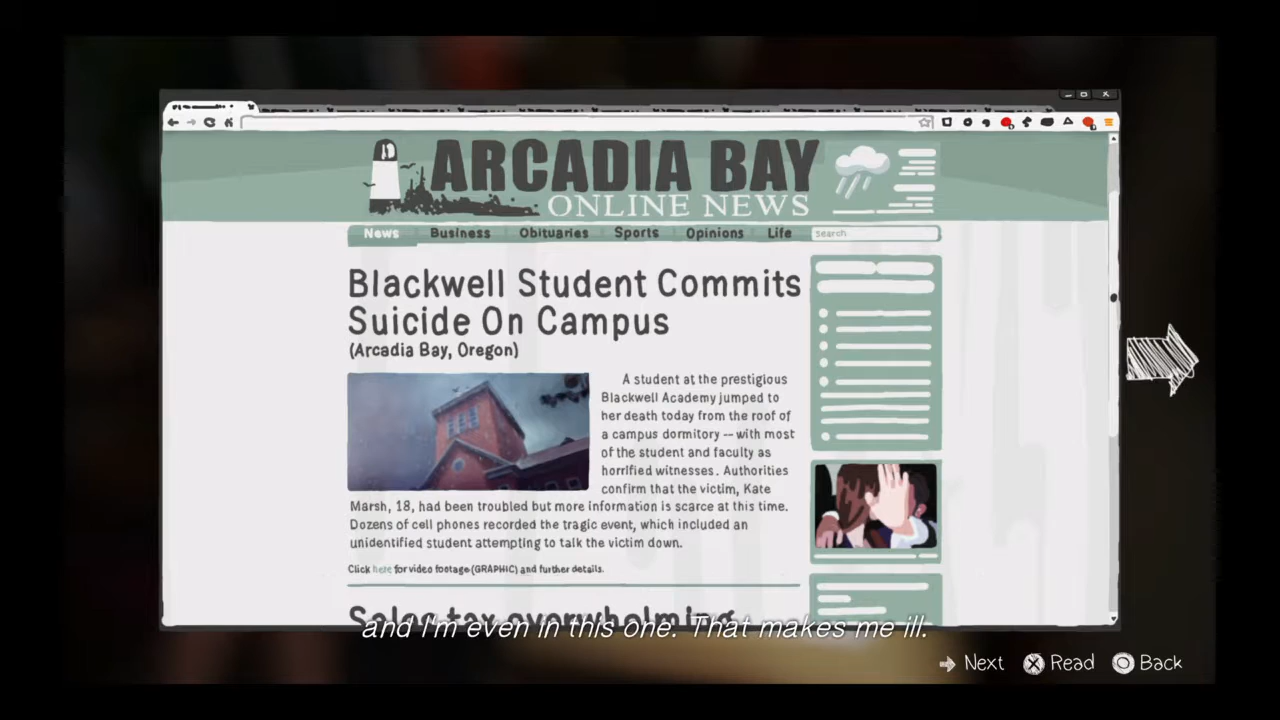 ARCADIA BAY
ONLINE NEWS
News Business Obituaries Sports Opinions Life search
Blackwell Student Commits
Suicide On Campus
(Arcadia Bay, Oregon)
A student at the prestigious
Blackwell Academy jumped to
her death today from the roof of
a campus dormitory -- with most
of the student and faculty as
horrified witnesses. Authorities
confirm that the victim, Kate
Marsh, 18, had been troubled but more information is scarce at this time.
Dozens of cell phones recorded the tragic event, which included an
unidentified student attempting to talk the victim down.
Click here for video footage (GRAPHIC) and further details.
Sales tax overwhelming
and I'm even in this one. That makes me ill.
Next Read Back